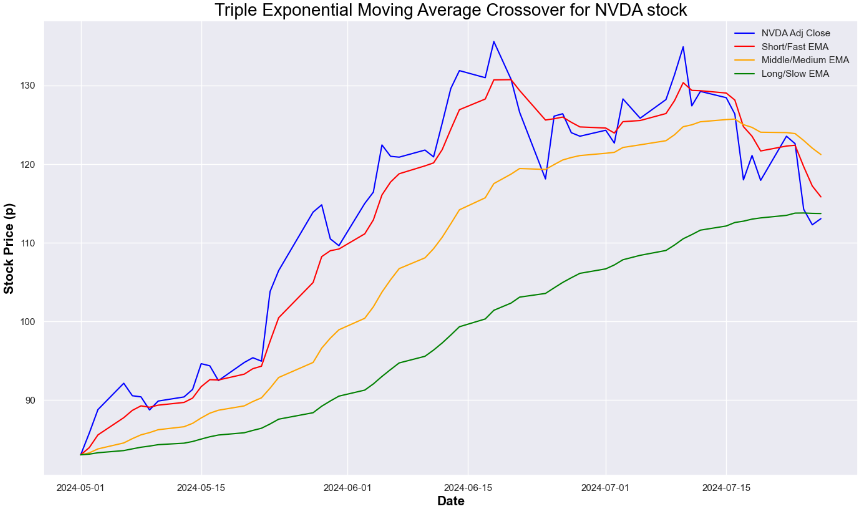 Triple Exponential Moving Average Crossover for NVDA stock
NVDA Adj Close
Short/Fast EMA
Middle/Medium EMA
Long/Slow EMA
Stock Price (p)
130
120
110
100
90
2024-05-01 2024-05-15 2024-06-01 2024-06-15 2024-07-01 2024-07-15
Date